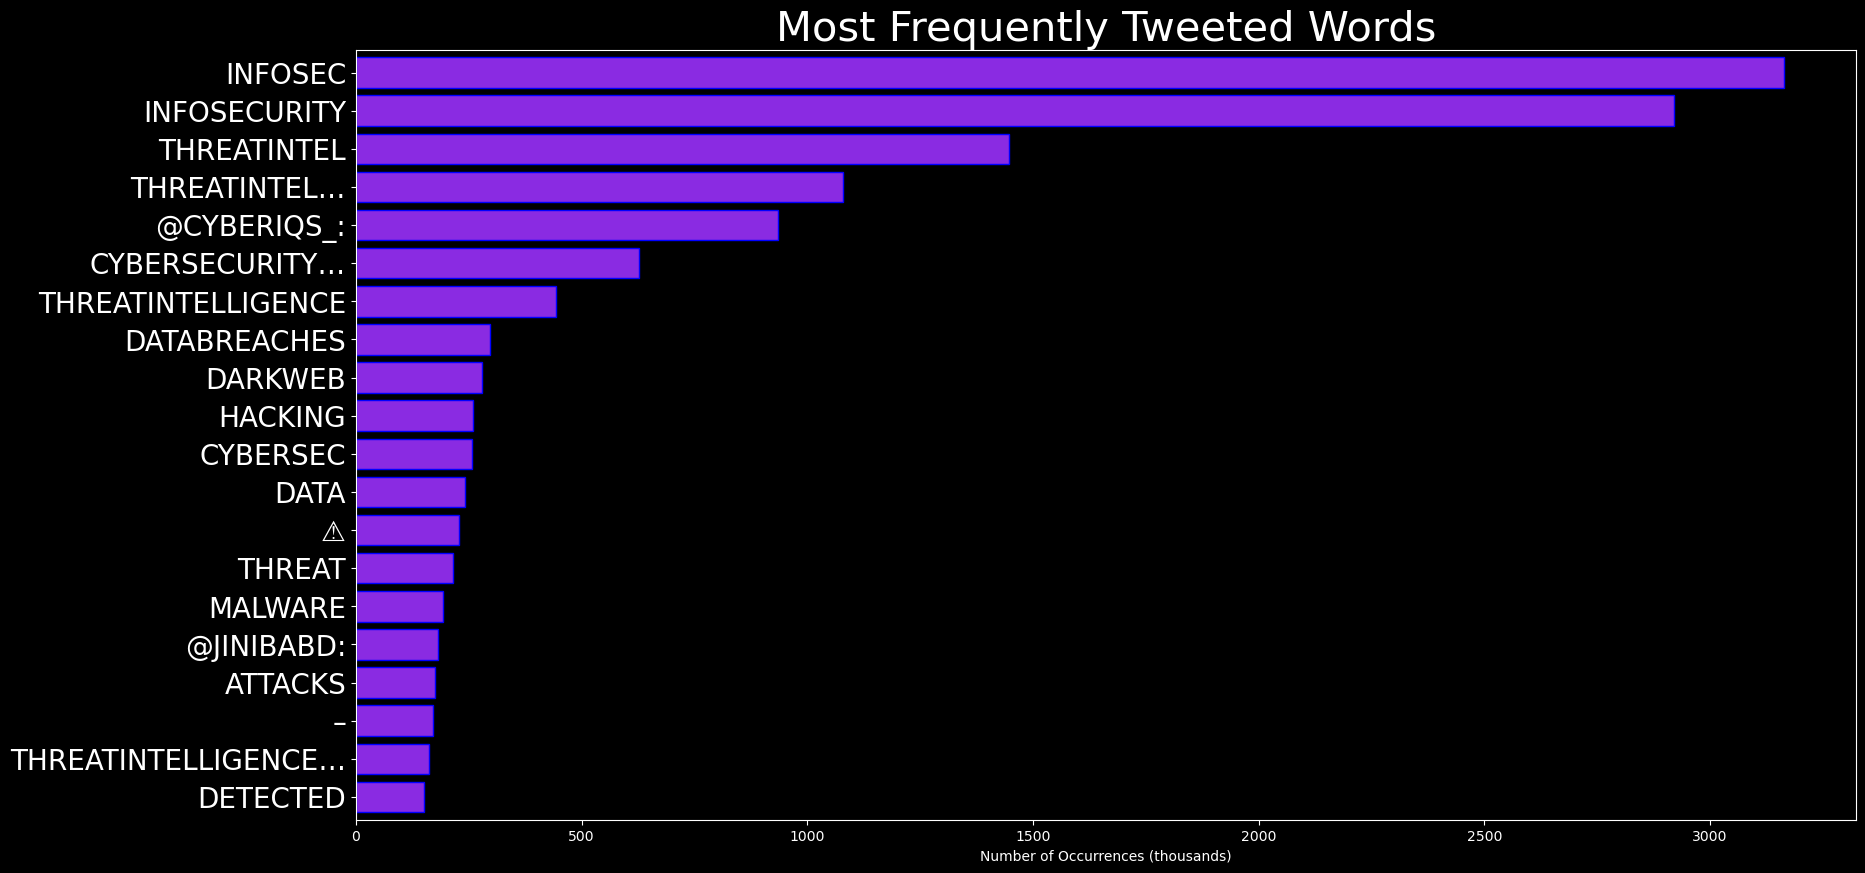 Most Frequently Tweeted Words
INFOSEC
INFOSECURITY
THREATINTEL
THREATINTEL…
@CYBERIQS_:
CYBERSECURITY…
THREATINTELLIGENCE
DATABREACHES
DARKWEB
HACKING
CYBERSEC
DATA
⚠
THREAT
MALWARE
@JINIBABD:
ATTACKS
–
THREATINTELLIGENCE…
DETECTED
0 500 1000 1500 2000 2500 3000
Number of Occurrences (thousands)